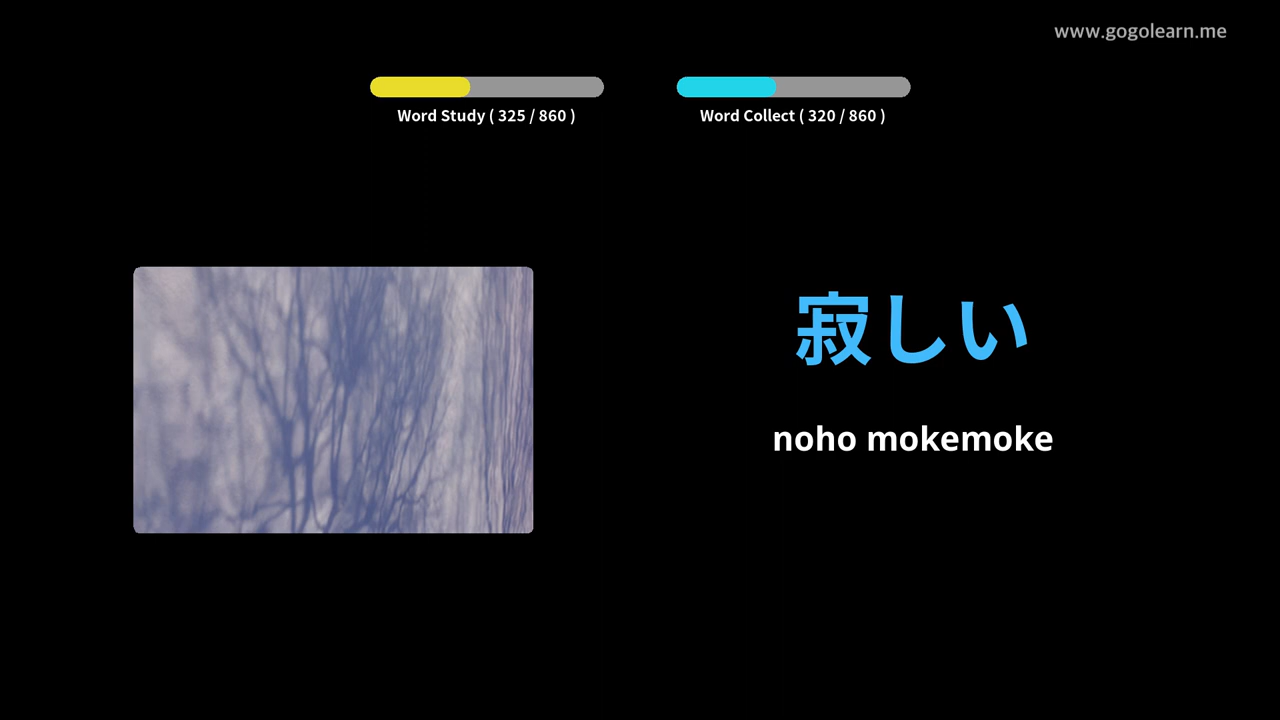 www.gogolearn.me
Word Study ( 325 / 860 )
Word Collect ( 320 / 860 )
寂しい
noho mokemoke